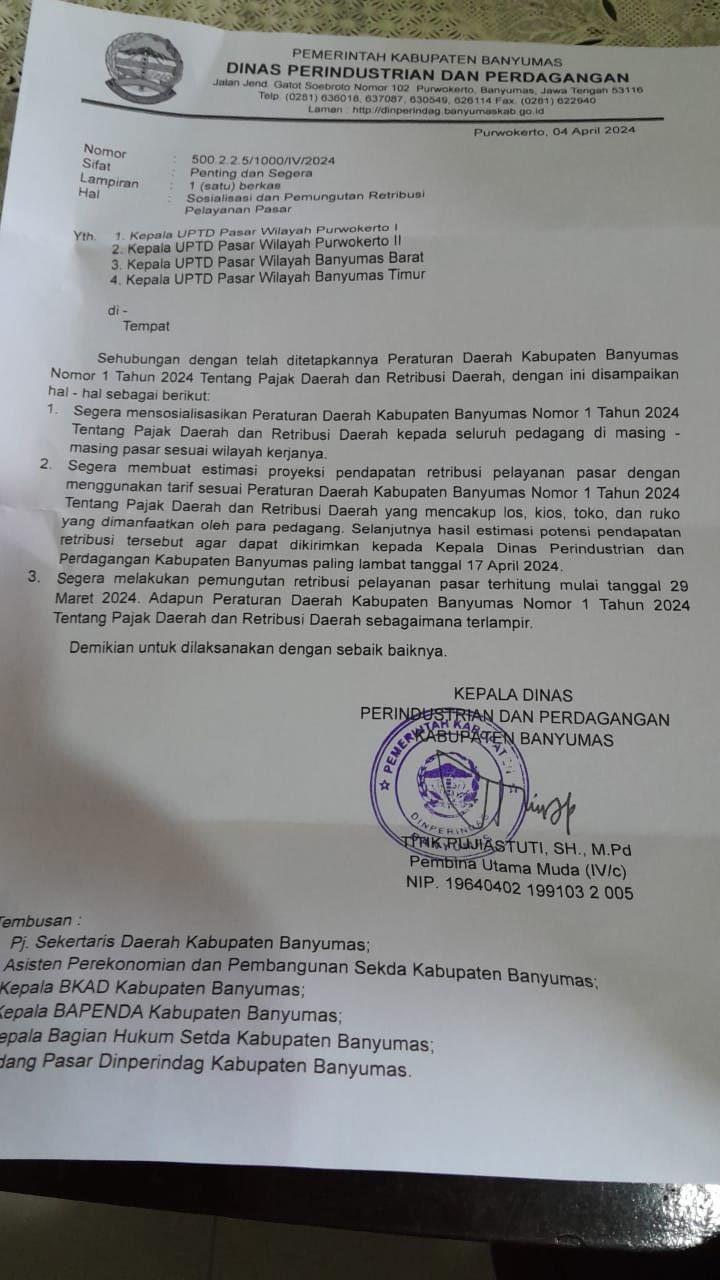 PEMERINTAH KABUPATEN BANYUMAS
DINAS PERINDUSTRIAN DAN PERDAGANGAN
Jalan Jend. Gatot Soebroto Nomor 102 Purwokerto, Banyumas, Jawa Tengah 53116
Telp. (0281) 636018, 637087, 630549, 626114 Fax. (0281) 622940
Laman : http://dinperindag.banyumaskab.go.id
Purwokerto, 04 April 2024
Nomor : 500.2.2.5/1000/IV/2024
Sifat : Penting dan Segera
Lampiran : 1 (satu) berkas
Hal : Sosialisasi dan Pemungutan Retribusi
Pelayanan Pasar
Yth. 1. Kepala UPTD Pasar Wilayah Purwokerto I
2. Kepala UPTD Pasar Wilayah Purwokerto II
3. Kepala UPTD Pasar Wilayah Banyumas Barat
4. Kepala UPTD Pasar Wilayah Banyumas Timur
di -
Tempat
Sehubungan dengan telah ditetapkannya Peraturan Daerah Kabupaten Banyumas
Nomor 1 Tahun 2024 Tentang Pajak Daerah dan Retribusi Daerah, dengan ini disampaikan
hal - hal sebagai berikut:
1. Segera mensosialisasikan Peraturan Daerah Kabupaten Banyumas Nomor 1 Tahun 2024
Tentang Pajak Daerah dan Retribusi Daerah kepada seluruh pedagang di masing -
masing pasar sesuai wilayah kerjanya.
2. Segera membuat estimasi proyeksi pendapatan retribusi pelayanan pasar dengan
menggunakan tarif sesuai Peraturan Daerah Kabupaten Banyumas Nomor 1 Tahun 2024
Tentang Pajak Daerah dan Retribusi Daerah yang mencakup los, kios, toko, dan ruko
yang dimanfaatkan oleh para pedagang. Selanjutnya hasil estimasi potensi pendapatan
retribusi tersebut agar dapat dikirimkan kepada Kepala Dinas Perindustrian dan
Perdagangan Kabupaten Banyumas paling lambat tanggal 17 April 2024.
3. Segera melakukan pemungutan retribusi pelayanan pasar terhitung mulai tanggal 29
Maret 2024. Adapun Peraturan Daerah Kabupaten Banyumas Nomor 1 Tahun 2024
Tentang Pajak Daerah dan Retribusi Daerah sebagaimana terlampir.
Demikian untuk dilaksanakan dengan sebaik baiknya.
KEPALA DINAS
PERINDUSTRIAN DAN PERDAGANGAN
KABUPATEN BANYUMAS
PEMERINTAH KABUPATEN
DINPERINDAG
BANYUMAS
TITIK PUJIASTUTI, SH., M.Pd
Pembina Utama Muda (IV/c)
NIP. 19640402 199103 2 005
Tembusan :
Pj. Sekertaris Daerah Kabupaten Banyumas;
Asisten Perekonomian dan Pembangunan Sekda Kabupaten Banyumas;
Kepala BKAD Kabupaten Banyumas;
Kepala BAPENDA Kabupaten Banyumas;
epala Bagian Hukum Setda Kabupaten Banyumas;
dang Pasar Dinperindag Kabupaten Banyumas.